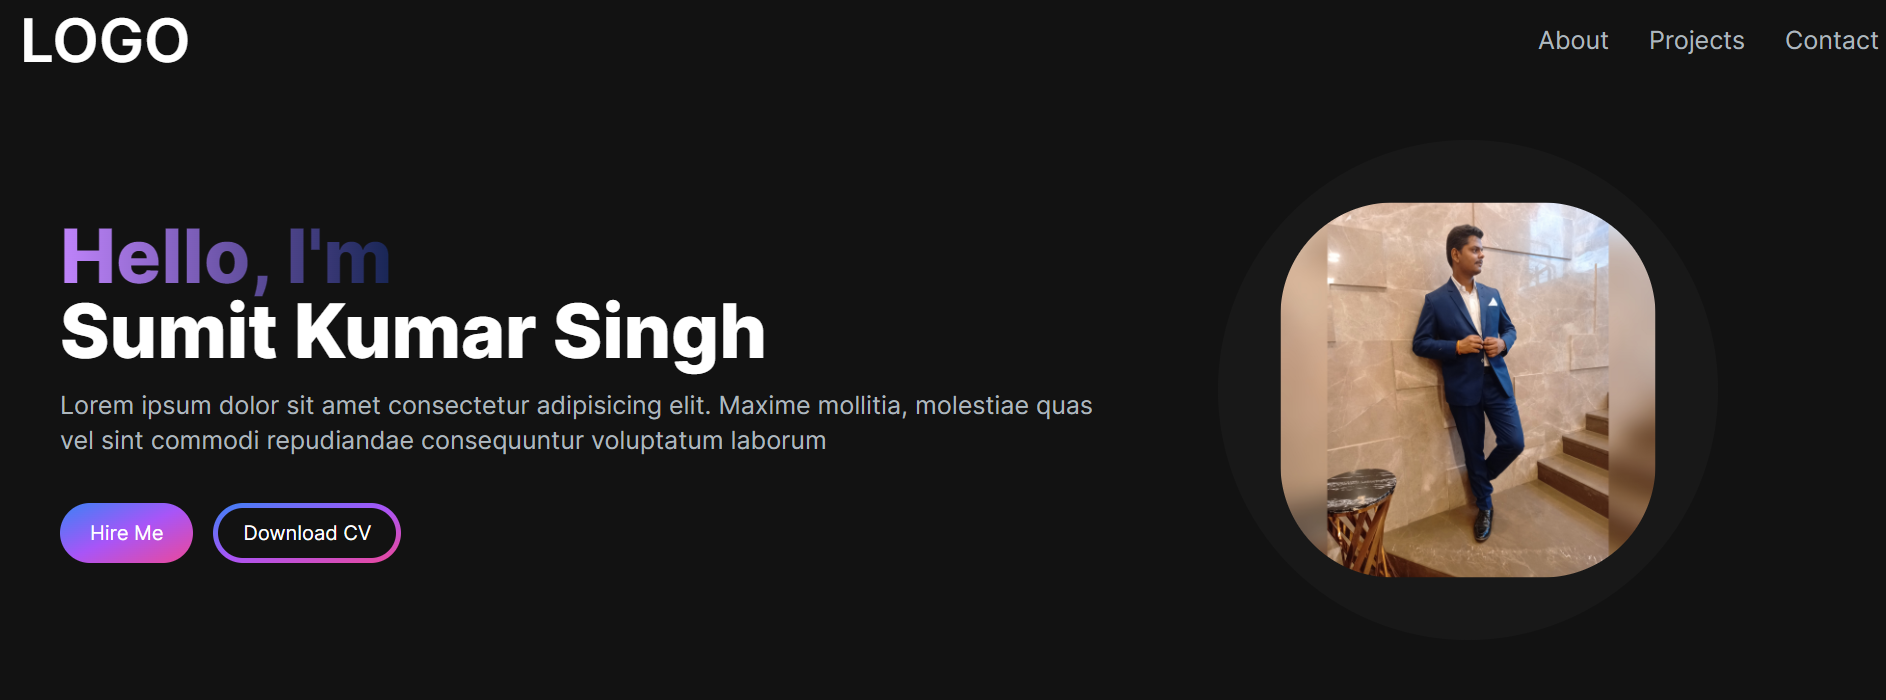 LOGO
About Projects Contact
Hello, I'm
Sumit Kumar Singh
Lorem ipsum dolor sit amet consectetur adipisicing elit. Maxime mollitia, molestiae quas
vel sint commodi repudiandae consequuntur voluptatum laborum
Hire Me Download CV